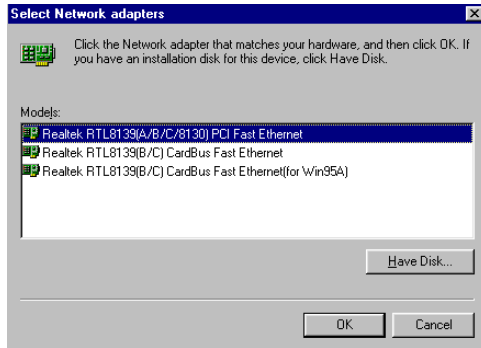 Select Network adapters
Click the Network adapter that matches your hardware, and then click OK. If
you have an installation disk for this device, click Have Disk.
Models:
Realtek RTL8139(A/B/C/8130) PCI Fast Ethernet
Realtek RTL8139(B/C) CardBus Fast Ethernet
Realtek RTL8139(B/C) CardBus Fast Ethernet(for Win95A)
Have Disk...
OK Cancel